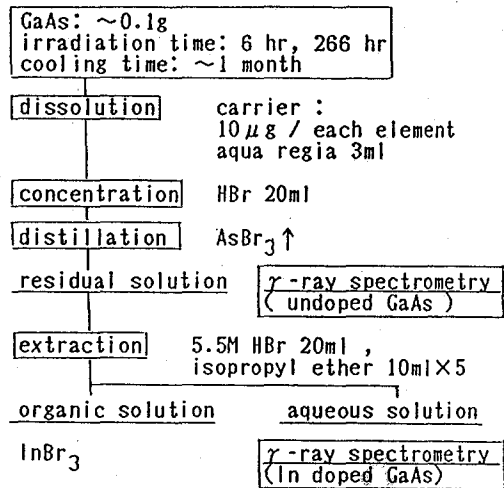 GaAs: ~0.1g
irradiation time: 6 hr, 266 hr
cooling time: ~1 month
dissolution
carrier :
10μg / each element
aqua regia 3ml
concentration
HBr 20ml
distillation
AsBr3↑
residual solution
γ-ray spectrometry
( undoped GaAs )
extraction
5.5M HBr 20ml ,
isopropyl ether 10ml×5
organic solution
aqueous solution
InBr3
γ-ray spectrometry
(In doped GaAs)